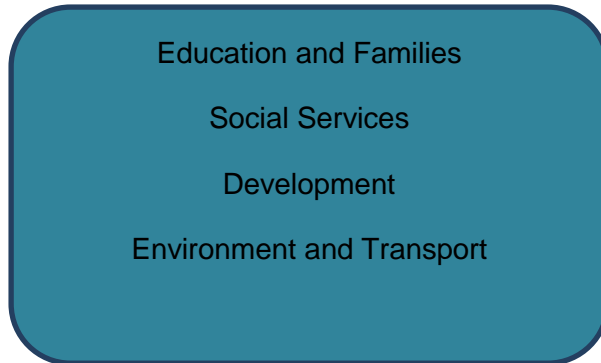 Education and Families
Social Services
Development
Environment and Transport